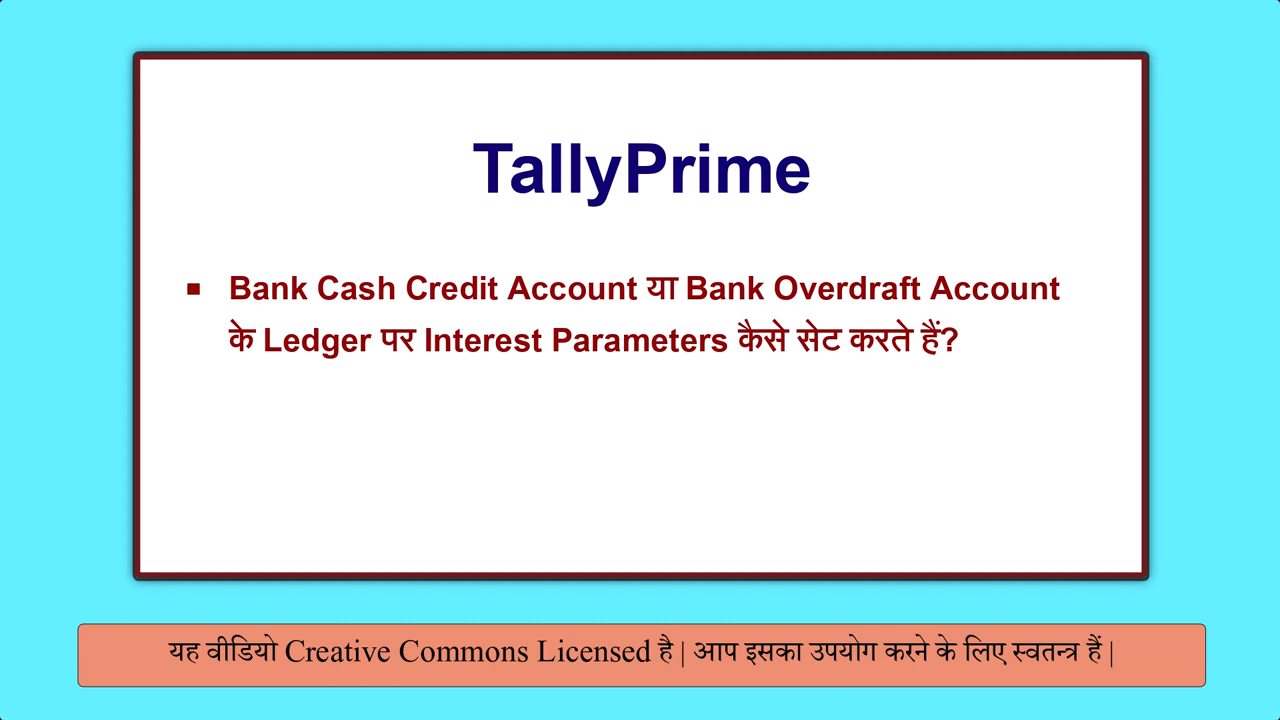 TallyPrime
▪ Bank Cash Credit Account या Bank Overdraft Account
के Ledger पर Interest Parameters कैसे सेट करते हैं?
यह वीडियो Creative Commons Licensed है | आप इसका उपयोग करने के लिए स्वतन्त्र हैं |